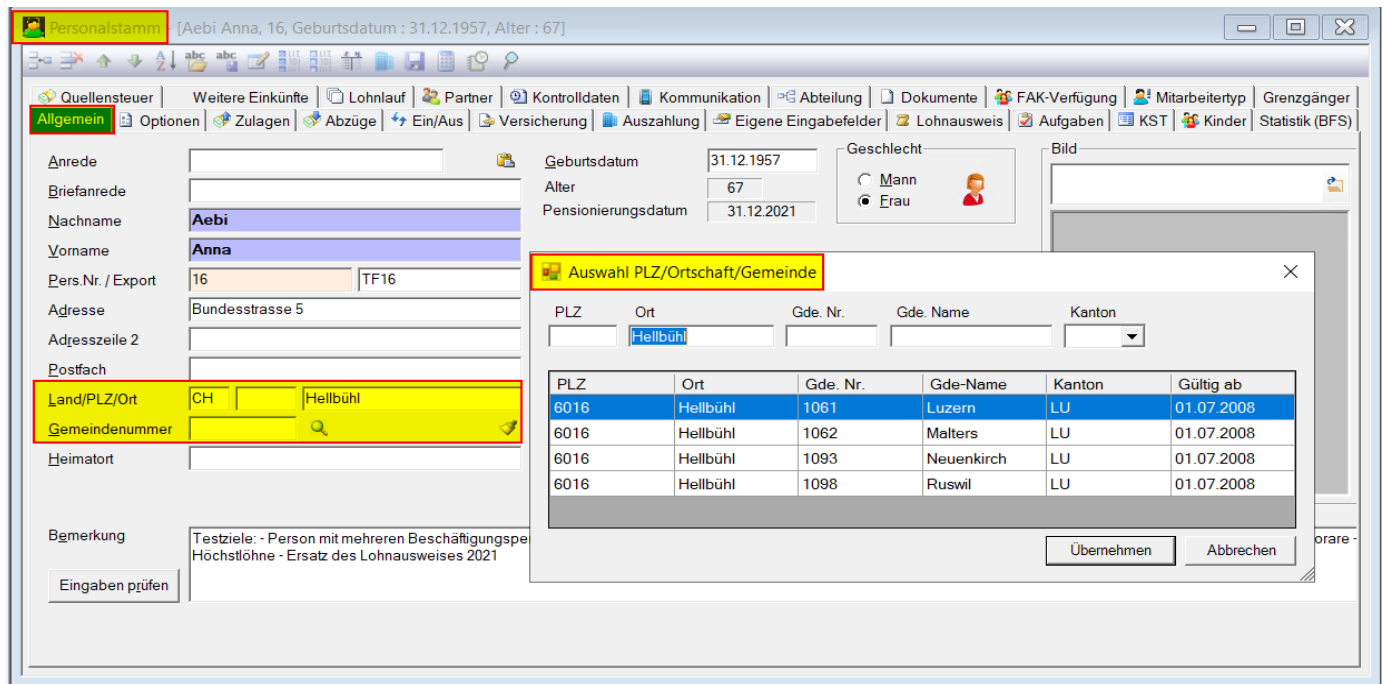 Personalstamm - [Aebi Anna, 16, Geburtsdatum : 31.12.1957, Alter : 67]
Quellensteuer Weitere Einkünfte Lohnlauf Partner Kontrolldaten Kommunikation Abteilung Dokumente FAK-Verfügung Mitarbeitertyp Grenzgänger
Allgemein Optionen Zulagen Abzüge Ein/Aus Versicherung Auszahlung Eigene Eingabefelder Lohnausweis Aufgaben KST Kinder Statistik (BFS)
Anrede
Briefanrede
Nachname Aebi
Vorname Anna
Pers.Nr. / Export 16 TF16
Adresse Bundesstrasse 5
Adresszeile 2
Postfach
Land/PLZ/Ort CH Hellbühl
Gemeindenummer
Heimatort
Geburtsdatum 31.12.1957
Alter 67
Pensionierungsdatum 31.12.2021
Geschlecht
Mann
Frau
Bild
Auswahl PLZ/Ortschaft/Gemeinde
PLZ Ort Gde. Nr. Gde. Name Kanton
Hellbühl
PLZ Ort Gde. Nr. Gde-Name Kanton Gültig ab
6016 Hellbühl 1061 Luzern LU 01.07.2008
6016 Hellbühl 1062 Malters LU 01.07.2008
6016 Hellbühl 1093 Neuenkirch LU 01.07.2008
6016 Hellbühl 1098 Ruswil LU 01.07.2008
Übernehmen Abbrechen
Bemerkung
Testziele: - Person mit mehreren Beschäftigungspe orare -
Höchstlöhne - Ersatz des Lohnausweises 2021
Eingaben prüfen